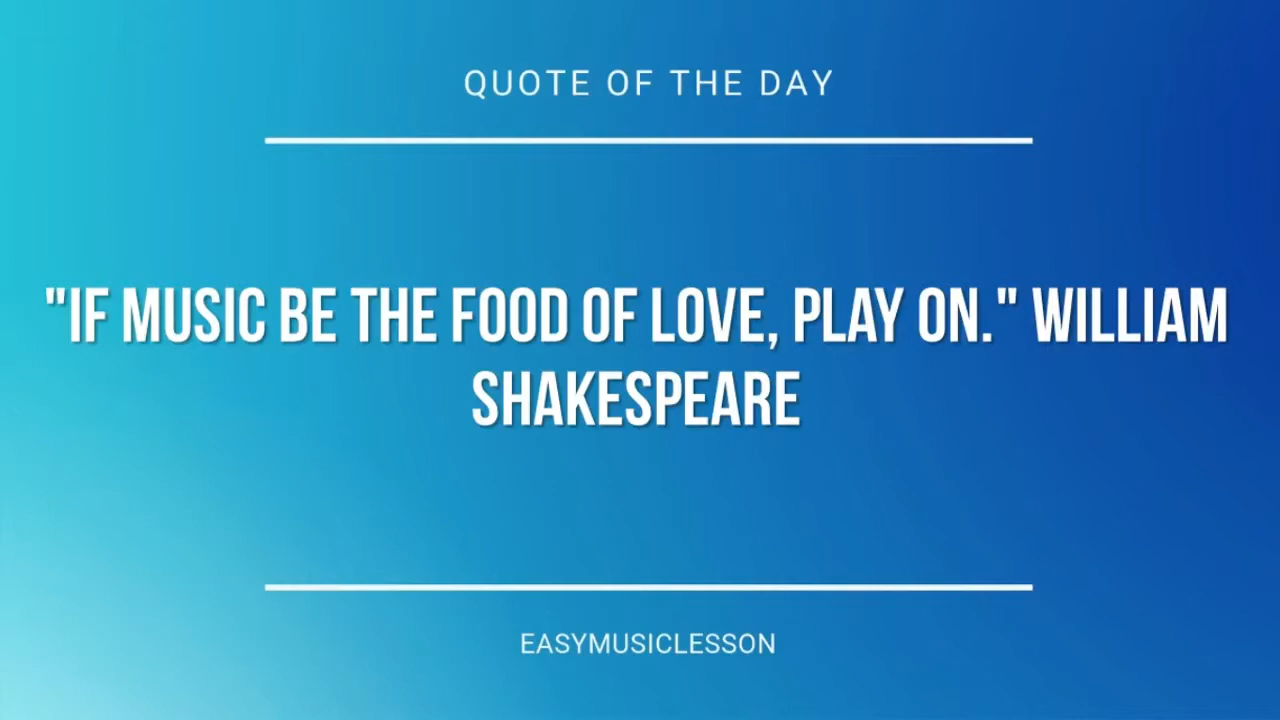 QUOTE OF THE DAY
"IF MUSIC BE THE FOOD OF LOVE, PLAY ON." WILLIAM
SHAKESPEARE
EASYMUSICLESSON